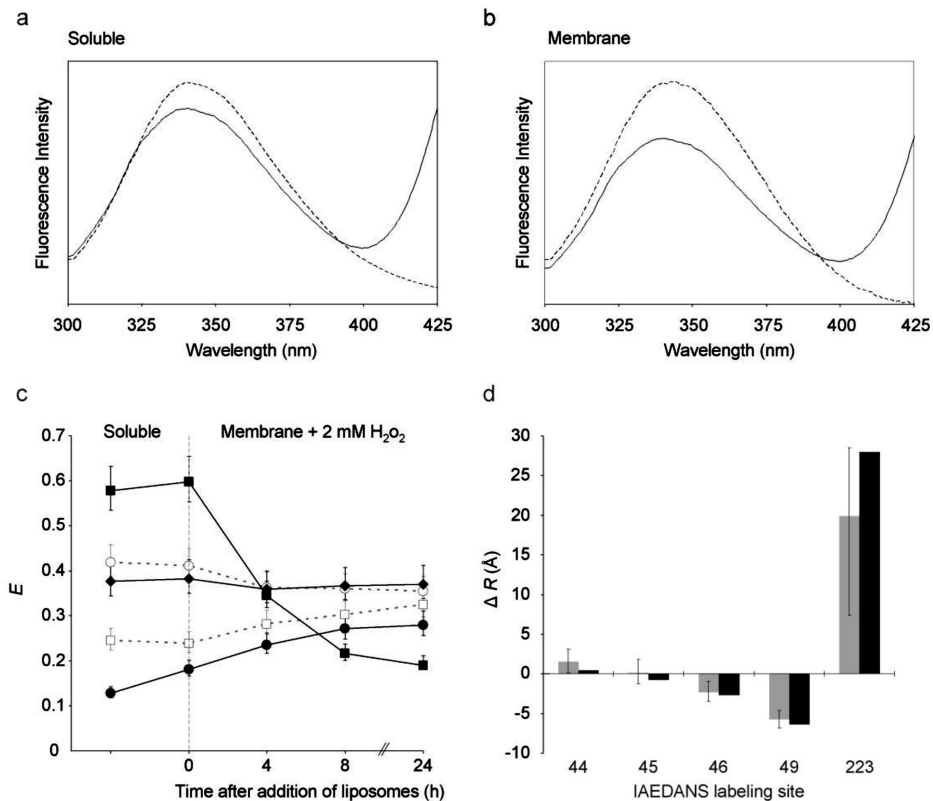 a
Soluble
Fluorescence Intensity
300 325 350 375 400 425
Wavelength (nm)
b
Membrane
Fluorescence Intensity
300 325 350 375 400 425
Wavelength (nm)
c
Soluble Membrane + 2 mM H₂o₂
E
0.7
0.6
0.5
0.4
0.3
0.2
0.1
0
0 4 8 24
Time after addition of liposomes (h)
d
Δ R (Å)
30
25
20
15
10
5
0
-5
-10
44 45 46 49 223
IAEDANS labeling site